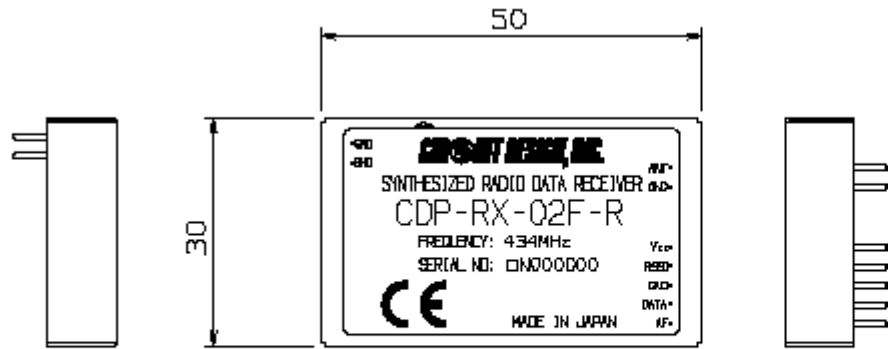 50
30
•GND
•GND
CIRCUIT DESIGN, INC.
ANT•
GND•
SYNTHESIZED RADIO DATA RECEIVER
CDP-RX-02F-R
FREQUENCY: 434MHz
SERIAL NO: □N000000
Vcc•
RSSI•
GND•
DATA•
AF•
CE
MADE IN JAPAN